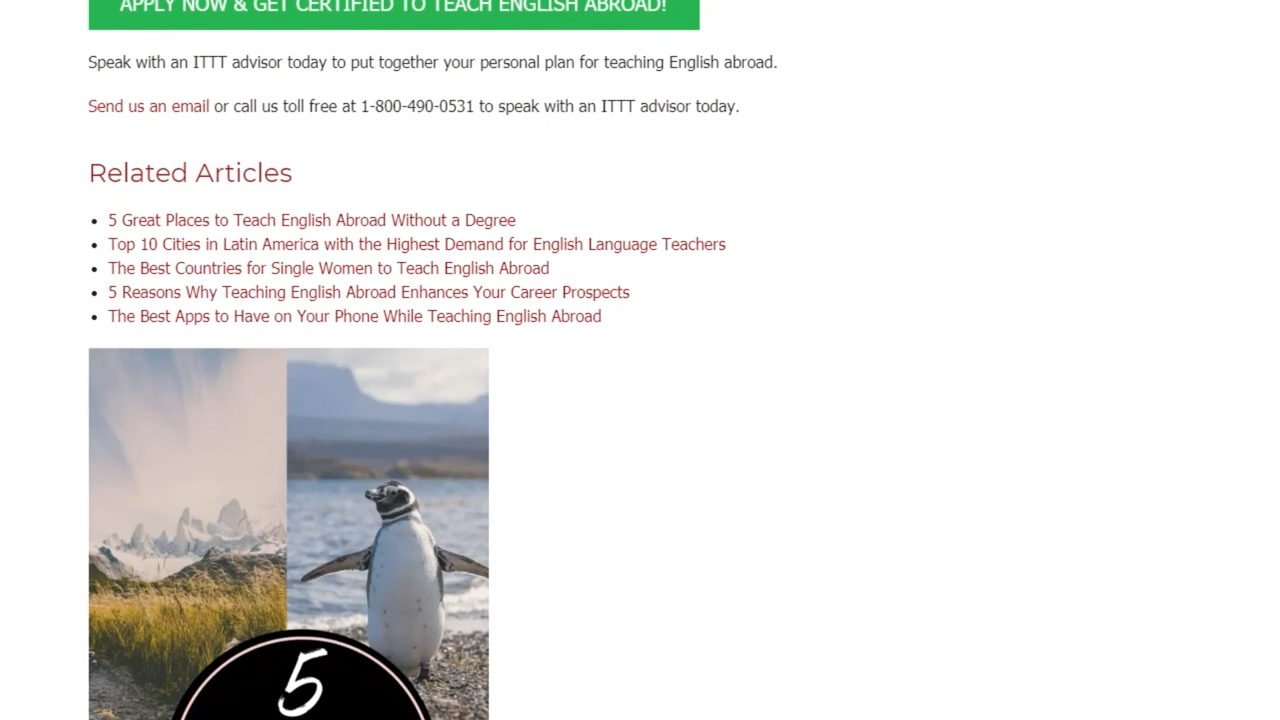 APPLY NOW & GET CERTIFIED TO TEACH ENGLISH ABROAD!
Speak with an ITTT advisor today to put together your personal plan for teaching English abroad.
Send us an email or call us toll free at 1-800-490-0531 to speak with an ITTT advisor today.
Related Articles
5 Great Places to Teach English Abroad Without a Degree
Top 10 Cities in Latin America with the Highest Demand for English Language Teachers
The Best Countries for Single Women to Teach English Abroad
5 Reasons Why Teaching English Abroad Enhances Your Career Prospects
The Best Apps to Have on Your Phone While Teaching English Abroad
5